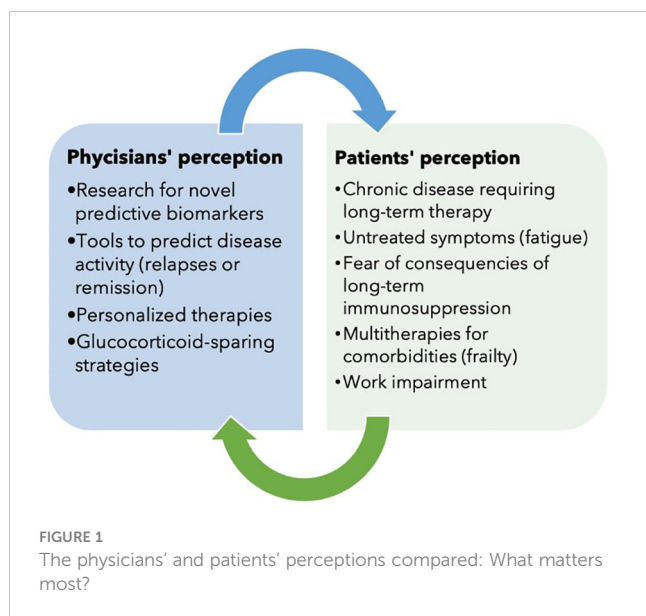 Phycisians' perception
•Research for novel
predictive biomarkers
•Tools to predict disease
activity (relapses or
remission)
•Personalized therapies
•Glucocorticoid-sparing
strategies
Patients' perception
•Chronic disease requiring
long-term therapy
•Untreated symptoms (fatigue)
•Fear of consequencies of
long-term
immunosuppression
•Multitherapies for
comorbidities (frailty)
•Work impairment
FIGURE 1
The physicians' and patients' perceptions compared: What matters
most?